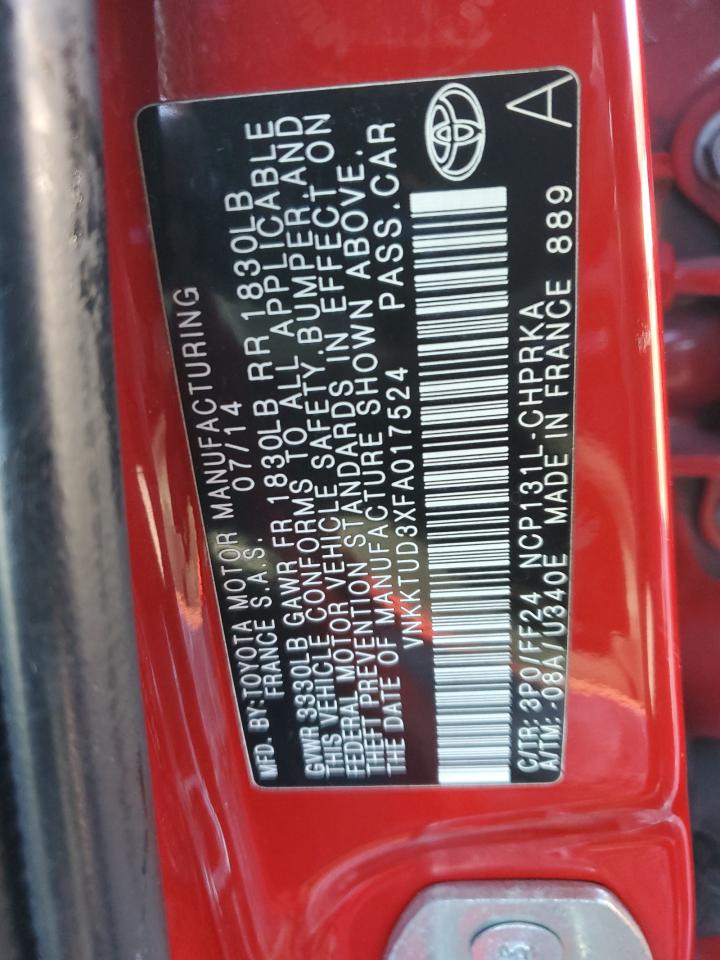 MFD. BY:TOYOTA MOTOR MANUFACTURING
FRANCE S.A.S. 07/14
GVWR 3330LB GAWR FR 1830LB RR 1830LB
THIS VEHICLE CONFORMS TO ALL APPLICABLE
FEDERAL MOTOR VEHICLE SAFETY.BUMPER.AND
THEFT PREVENTION STANDARDS IN EFFECT ON
THE DATE OF MANUFACTURE SHOWN ABOVE.
VNKKTUD3XFA017524 PASS.CAR
C/TR: 3P0/FF24 NCP131L-CHPRKA
A/TM: -08A/U340E MADE IN FRANCE 889
A